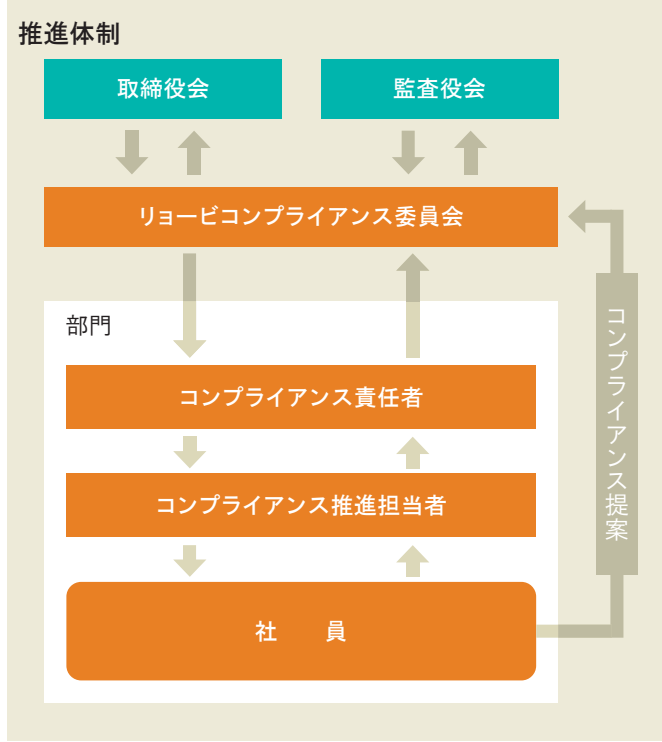 推進体制
取締役会
監査役会
リョービコンプライアンス委員会
部門
コンプライアンス責任者
コンプライアンス推進担当者
社　員
コンプライアンス提案